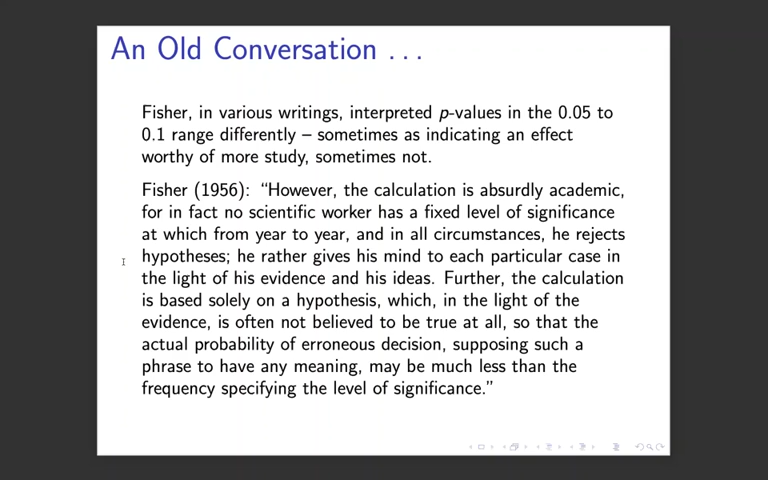 An Old Conversation . . .
Fisher, in various writings, interpreted p-values in the 0.05 to
0.1 range differently – sometimes as indicating an effect
worthy of more study, sometimes not.
Fisher (1956): “However, the calculation is absurdly academic,
for in fact no scientific worker has a fixed level of significance
at which from year to year, and in all circumstances, he rejects
hypotheses; he rather gives his mind to each particular case in
the light of his evidence and his ideas. Further, the calculation
is based solely on a hypothesis, which, in the light of the
evidence, is often not believed to be true at all, so that the
actual probability of erroneous decision, supposing such a
phrase to have any meaning, may be much less than the
frequency specifying the level of significance.”